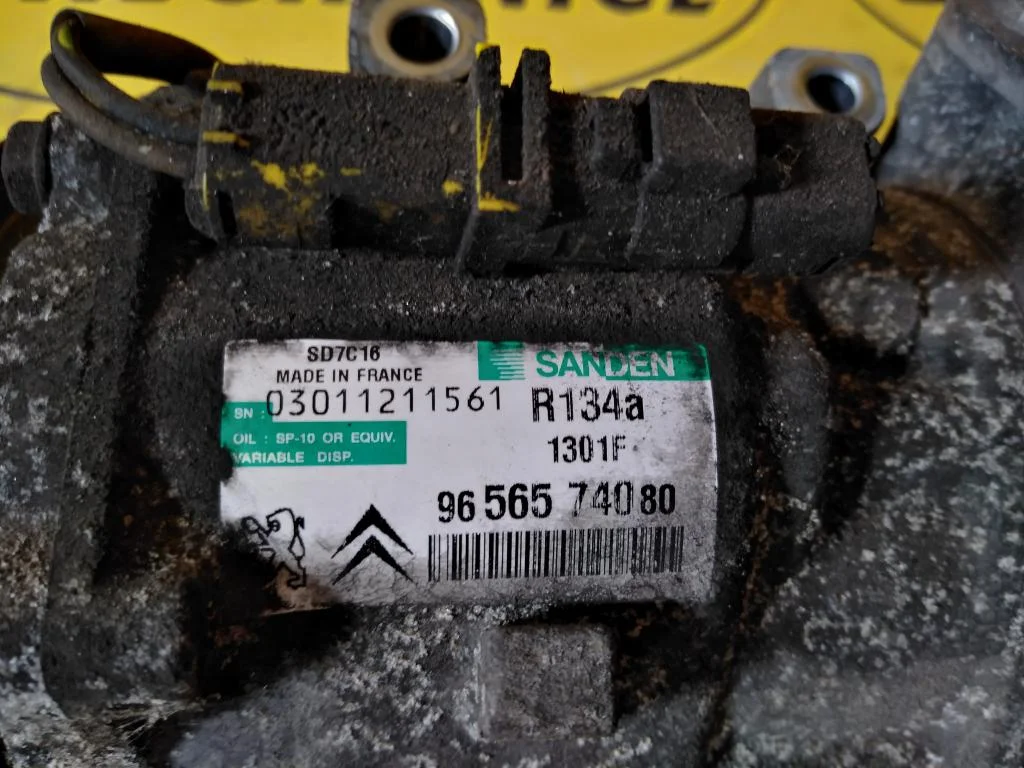 SD7C16
MADE IN FRANCE
SANDEN
SN : 03011211561
R134a
OIL : SP-10 OR EQUIV.
VARIABLE DISP.
1301F
96 565 740 80